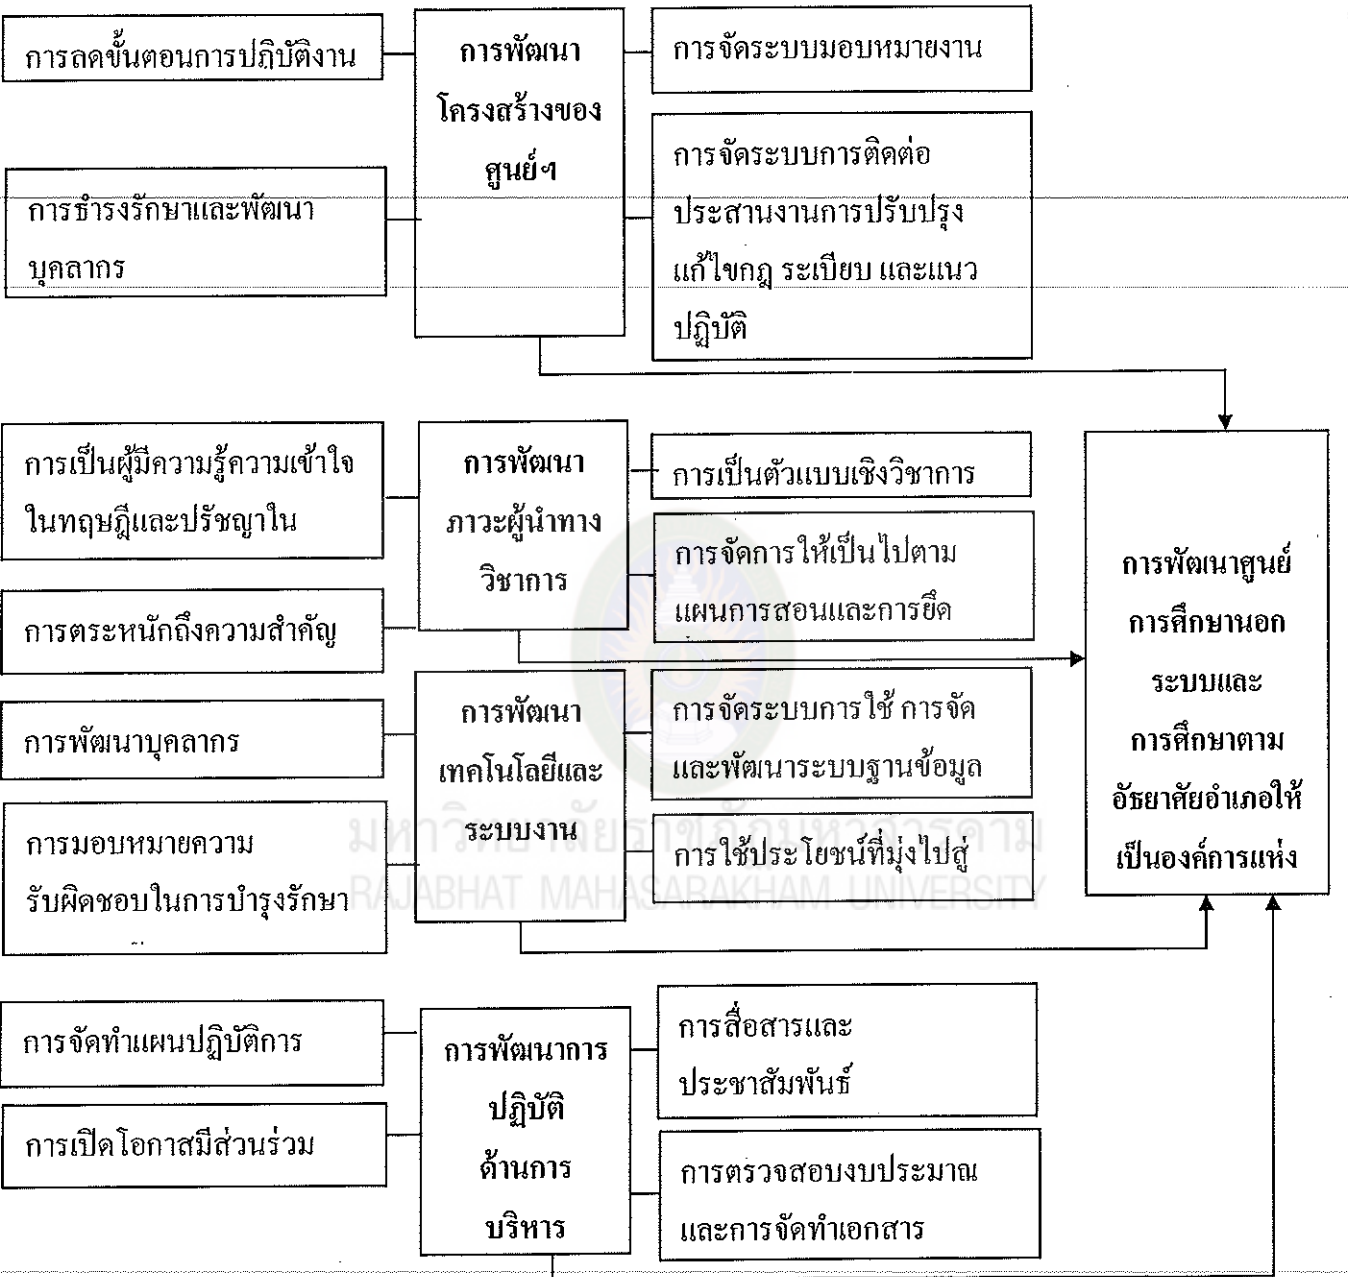 การลดขั้นตอนการปฏิบัติงาน
การธำรงรักษาและพัฒนา
บุคลากร
การพัฒนา
โครงสร้างของ
ศูนย์ฯ
การจัดระบบมอบหมายงาน
การจัดระบบการติดต่อ
ประสานงานการปรับปรุง
แก้ไขกฎ ระเบียบ และแนว
ปฏิบัติ
การเป็นผู้มีความรู้ความเข้าใจ
ในทฤษฎีและปรัชญาใน
การตระหนักถึงความสำคัญ
การพัฒนา
ภาวะผู้นำทาง
วิชาการ
การเป็นตัวแบบเชิงวิชาการ
การจัดการให้เป็นไปตาม
แผนการสอนและการยึด
การพัฒนาบุคลากร
การมอบหมายความ
รับผิดชอบในการบำรุงรักษา
การพัฒนา
เทคโนโลยีและ
ระบบงาน
การจัดระบบการใช้ การจัด
และพัฒนาระบบฐานข้อมูล
การใช้ประโยชน์ที่มุ่งไปสู่
การจัดทำแผนปฏิบัติการ
การเปิดโอกาสมีส่วนร่วม
การพัฒนาการ
ปฏิบัติ
ด้านการ
บริหาร
การสื่อสารและ
ประชาสัมพันธ์
การตรวจสอบงบประมาณ
และการจัดทำเอกสาร
การพัฒนาศูนย์
การศึกษานอก
ระบบและ
การศึกษาตาม
อัธยาศัยอำเภอให้
เป็นองค์การแห่ง
มหาวิทยาลัยราชภัฏมหาสารคาม
RAJABHAT MAHASARAKHAM UNIVERSITY